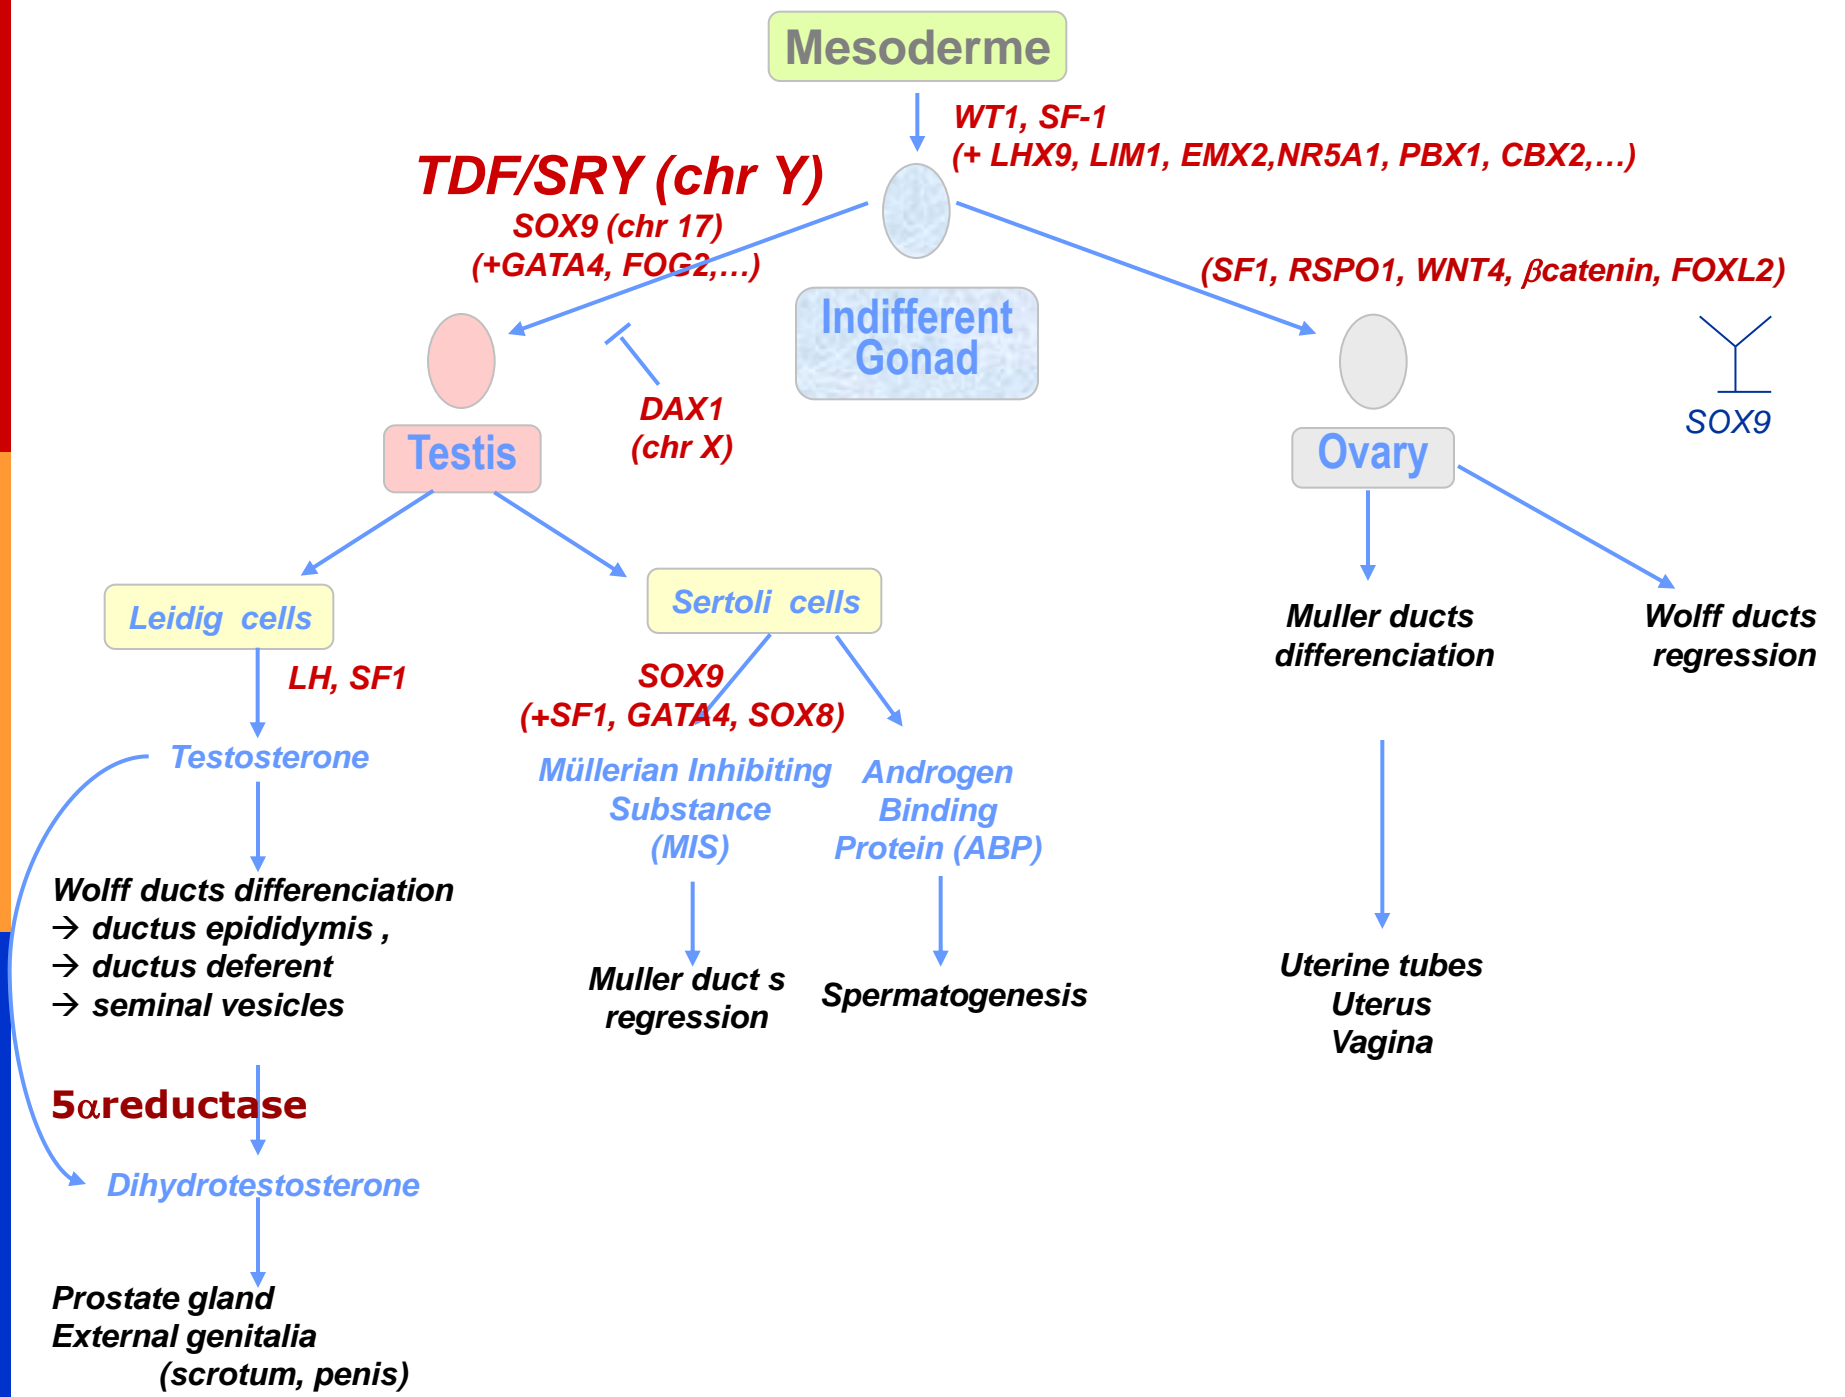 Mesoderme
WT1, SF-1
(+ LHX9, LIM1, EMX2,NR5A1, PBX1, CBX2,…)
TDF/SRY (chr Y)
SOX9 (chr 17)
(+GATA4, FOG2,…)
(SF1, RSPO1, WNT4, βcatenin, FOXL2)
Indifferent
Gonad
DAX1
(chr X)
SOX9
Testis
Ovary
Leidig cells
Sertoli cells
Muller ducts
differenciation
Wolff ducts
regression
LH, SF1
SOX9
(+SF1, GATA4, SOX8)
Testosterone
Müllerian Inhibiting
Substance
(MIS)
Androgen
Binding
Protein (ABP)
Wolff ducts differenciation
→ ductus epididymis ,
→ ductus deferent
→ seminal vesicles
Muller duct s
regression
Spermatogenesis
Uterine tubes
Uterus
Vagina
5αreductase
Dihydrotestosterone
Prostate gland
External genitalia
(scrotum, penis)